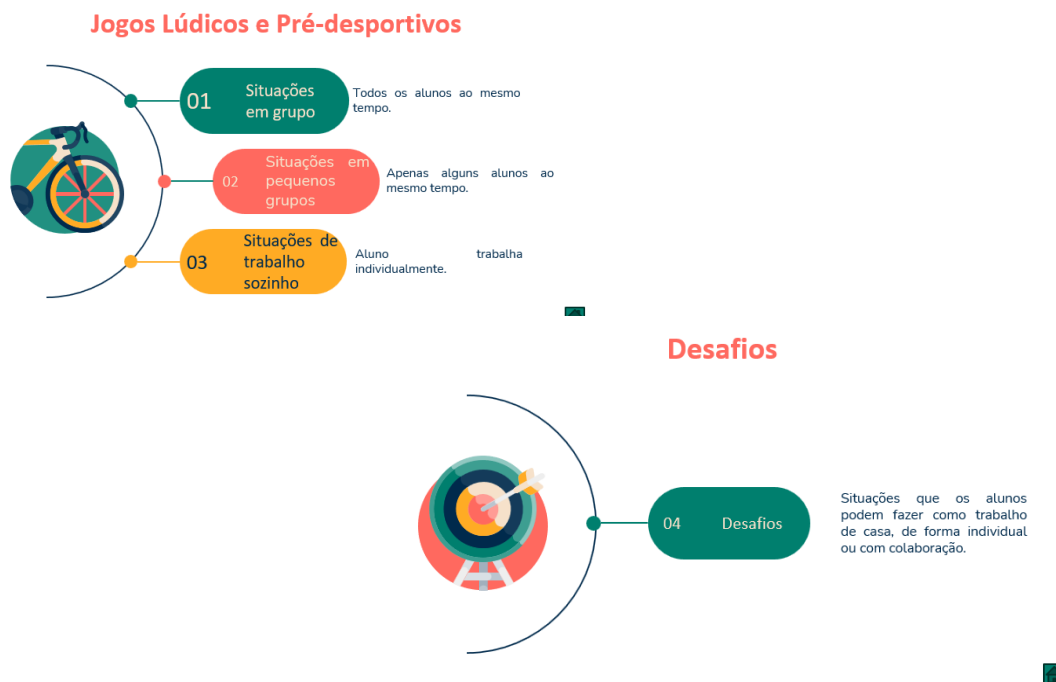 Jogos Lúdicos e Pré-desportivos
01
Situações
em grupo
Todos os alunos ao mesmo
tempo.
02
Situações em
pequenos
grupos
Apenas alguns alunos ao
mesmo tempo.
03
Situações de
trabalho
sozinho
Aluno trabalha
individualmente.
Desafios
04
Desafios
Situações que os alunos
podem fazer como trabalho
de casa, de forma individual
ou com colaboração.